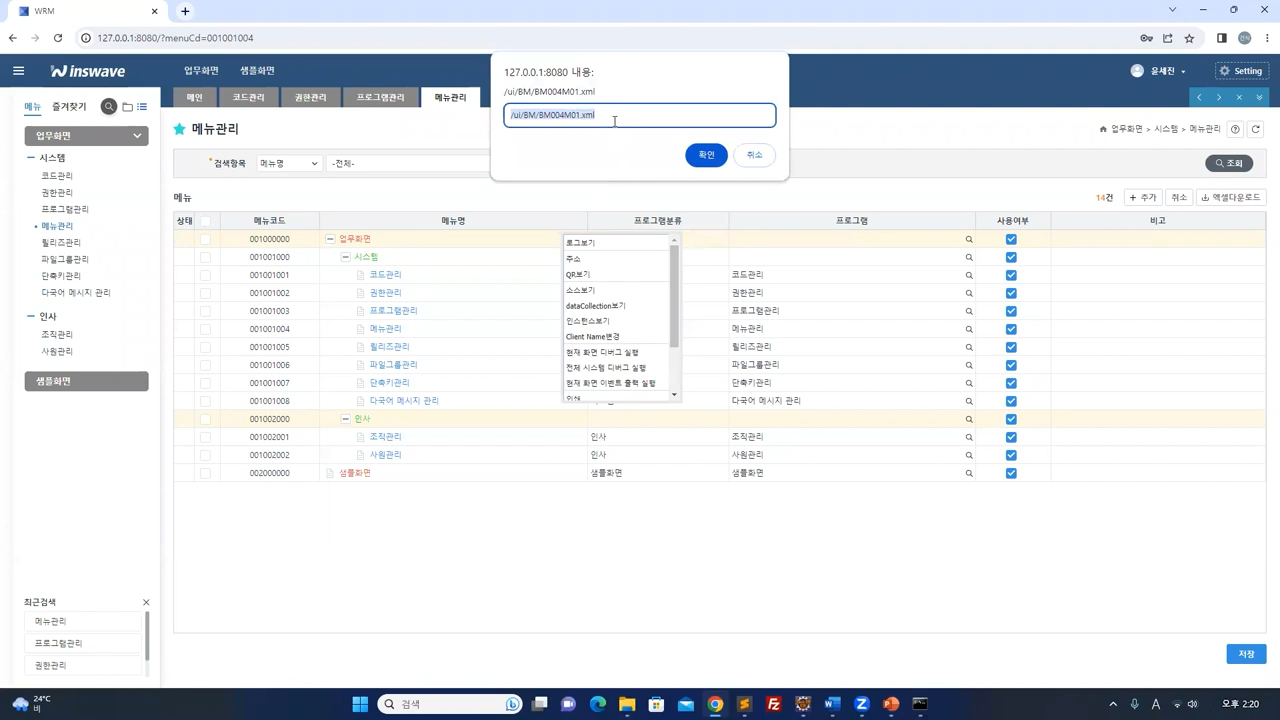 WRM
127.0.0.1:8080/?menuCd=001001004
inswave
업무화면
샘플화면
윤세진
Setting
127.0.0.1:8080 내용:
/ui/BM/BM004M01.xml
/ui/BM/BM004M01.xml
확인
취소
메뉴
즐겨찾기
메인
코드관리
권한관리
프로그램관리
메뉴관리
업무화면
시스템
코드관리
권한관리
프로그램관리
메뉴관리
릴리즈관리
파일그룹관리
단축키관리
다국어 메시지 관리
인사
조직관리
사원관리
샘플화면
메뉴관리
업무화면 > 시스템 > 메뉴관리
검색항목
메뉴명
-전체-
조회
메뉴
14건
추가
취소
엑셀다운로드
상태 메뉴코드 메뉴명 프로그램분류 프로그램 사용여부 비고
001000000 업무화면
001001000 시스템
001001001 코드관리 코드관리
001001002 권한관리 권한관리
001001003 프로그램관리 프로그램관리
001001004 메뉴관리 메뉴관리
001001005 릴리즈관리 릴리즈관리
001001006 파일그룹관리 파일그룹관리
001001007 단축키관리 단축키관리
001001008 다국어 메시지 관리 다국어 메시지 관리
001002000 인사
001002001 조직관리 인사 조직관리
001002002 사원관리 인사 사원관리
002000000 샘플화면 샘플화면 샘플화면
로그보기
주소
QR보기
소스보기
dataCollection보기
인스턴스보기
Client Name변경
현재 화면 디버그 실행
전체 시스템 디버그 실행
현재 화면 이벤트 출력 실행
최근검색
메뉴관리
프로그램관리
권한관리
저장
24°C
비
검색
A
오후 2:20